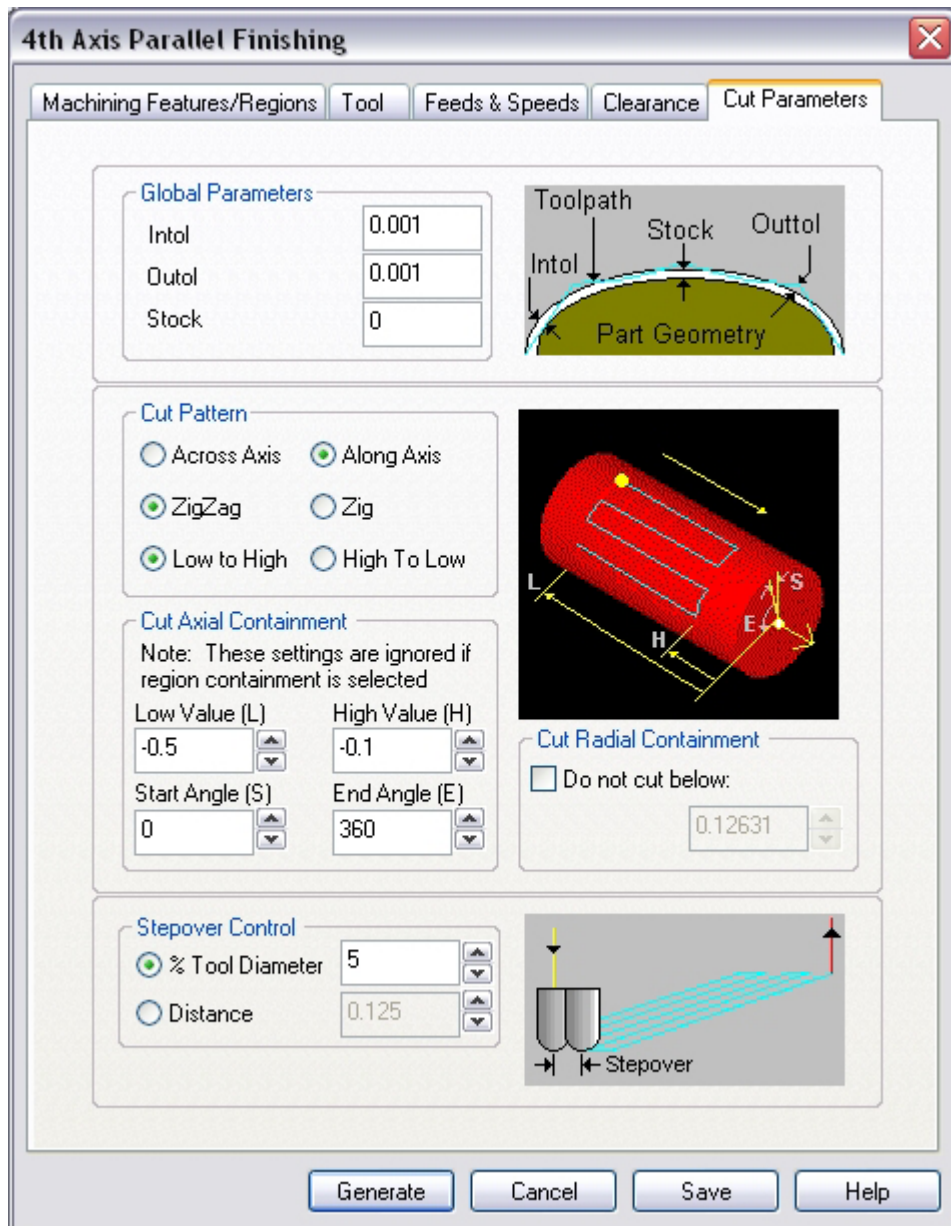 4th Axis Parallel Finishing
Machining Features/Regions Tool Feeds & Speeds Clearance Cut Parameters
Global Parameters
Intol 0.001
Outol 0.001
Stock 0
Toolpath
Stock Outtol
Intol
Part Geometry
Cut Pattern
Across Axis Along Axis
ZigZag Zig
Low to High High To Low
L
H
S
E
Cut Axial Containment
Note: These settings are ignored if
region containment is selected
Low Value (L) High Value (H)
-0.5 -0.1
Start Angle (S) End Angle (E)
0 360
Cut Radial Containment
Do not cut below:
0.12631
Stepover Control
% Tool Diameter 5
Distance 0.125
Stepover
Generate Cancel Save Help